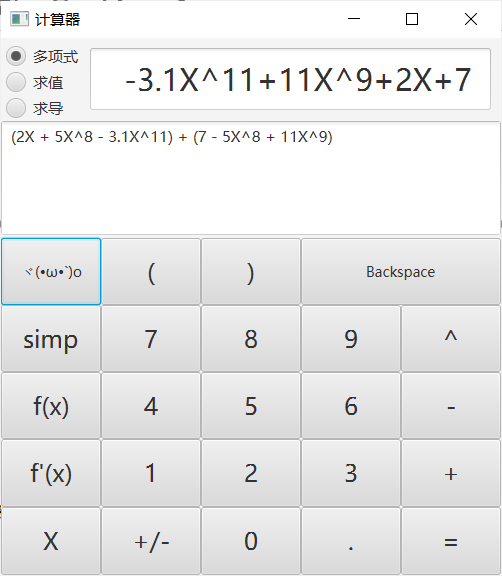 计算器
多项式
求值
求导
-3.1X^11+11X^9+2X+7
(2X + 5X^8 - 3.1X^11) + (7 - 5X^8 + 11X^9)
ヾ(•ω•`)o ( ) Backspace
simp 7 8 9 ^
f(x) 4 5 6 -
f'(x) 1 2 3 +
X +/- 0 . =